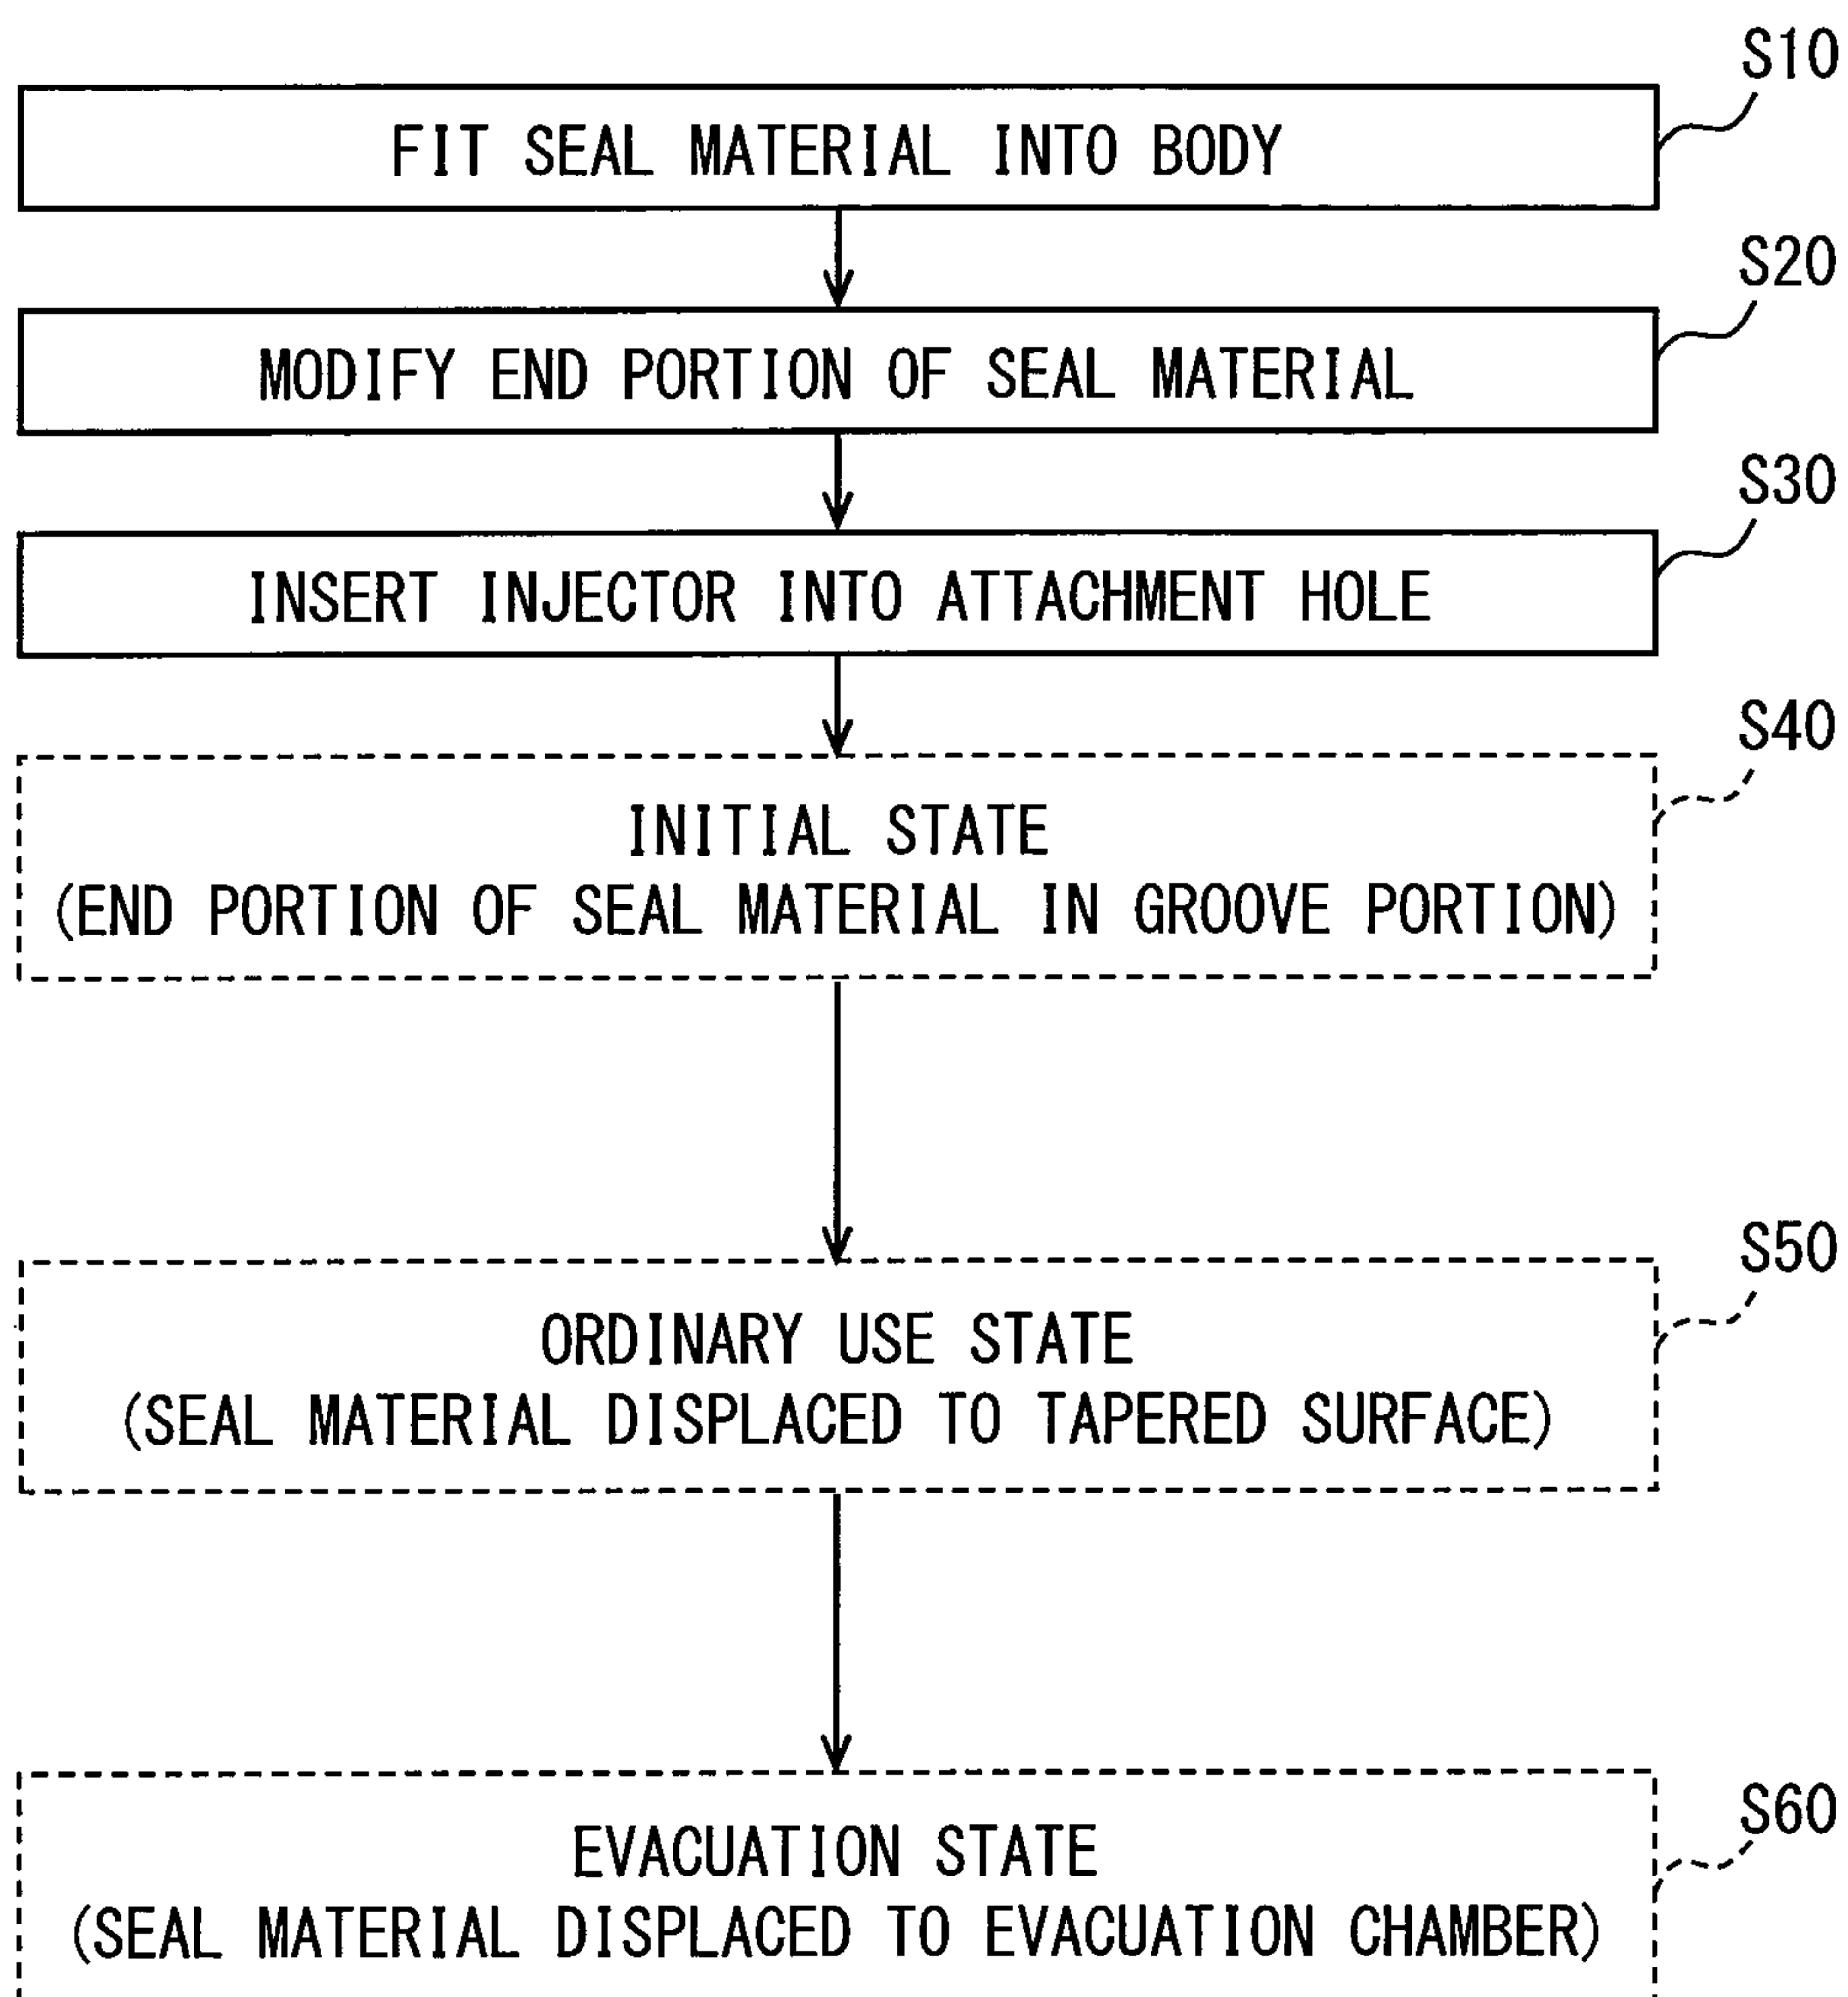 S10
FIT SEAL MATERIAL INTO BODY
S20
MODIFY END PORTION OF SEAL MATERIAL
S30
INSERT INJECTOR INTO ATTACHMENT HOLE
S40
INITIAL STATE
(END PORTION OF SEAL MATERIAL IN GROOVE PORTION)
S50
ORDINARY USE STATE
(SEAL MATERIAL DISPLACED TO TAPERED SURFACE)
S60
EVACUATION STATE
(SEAL MATERIAL DISPLACED TO EVACUATION CHAMBER)